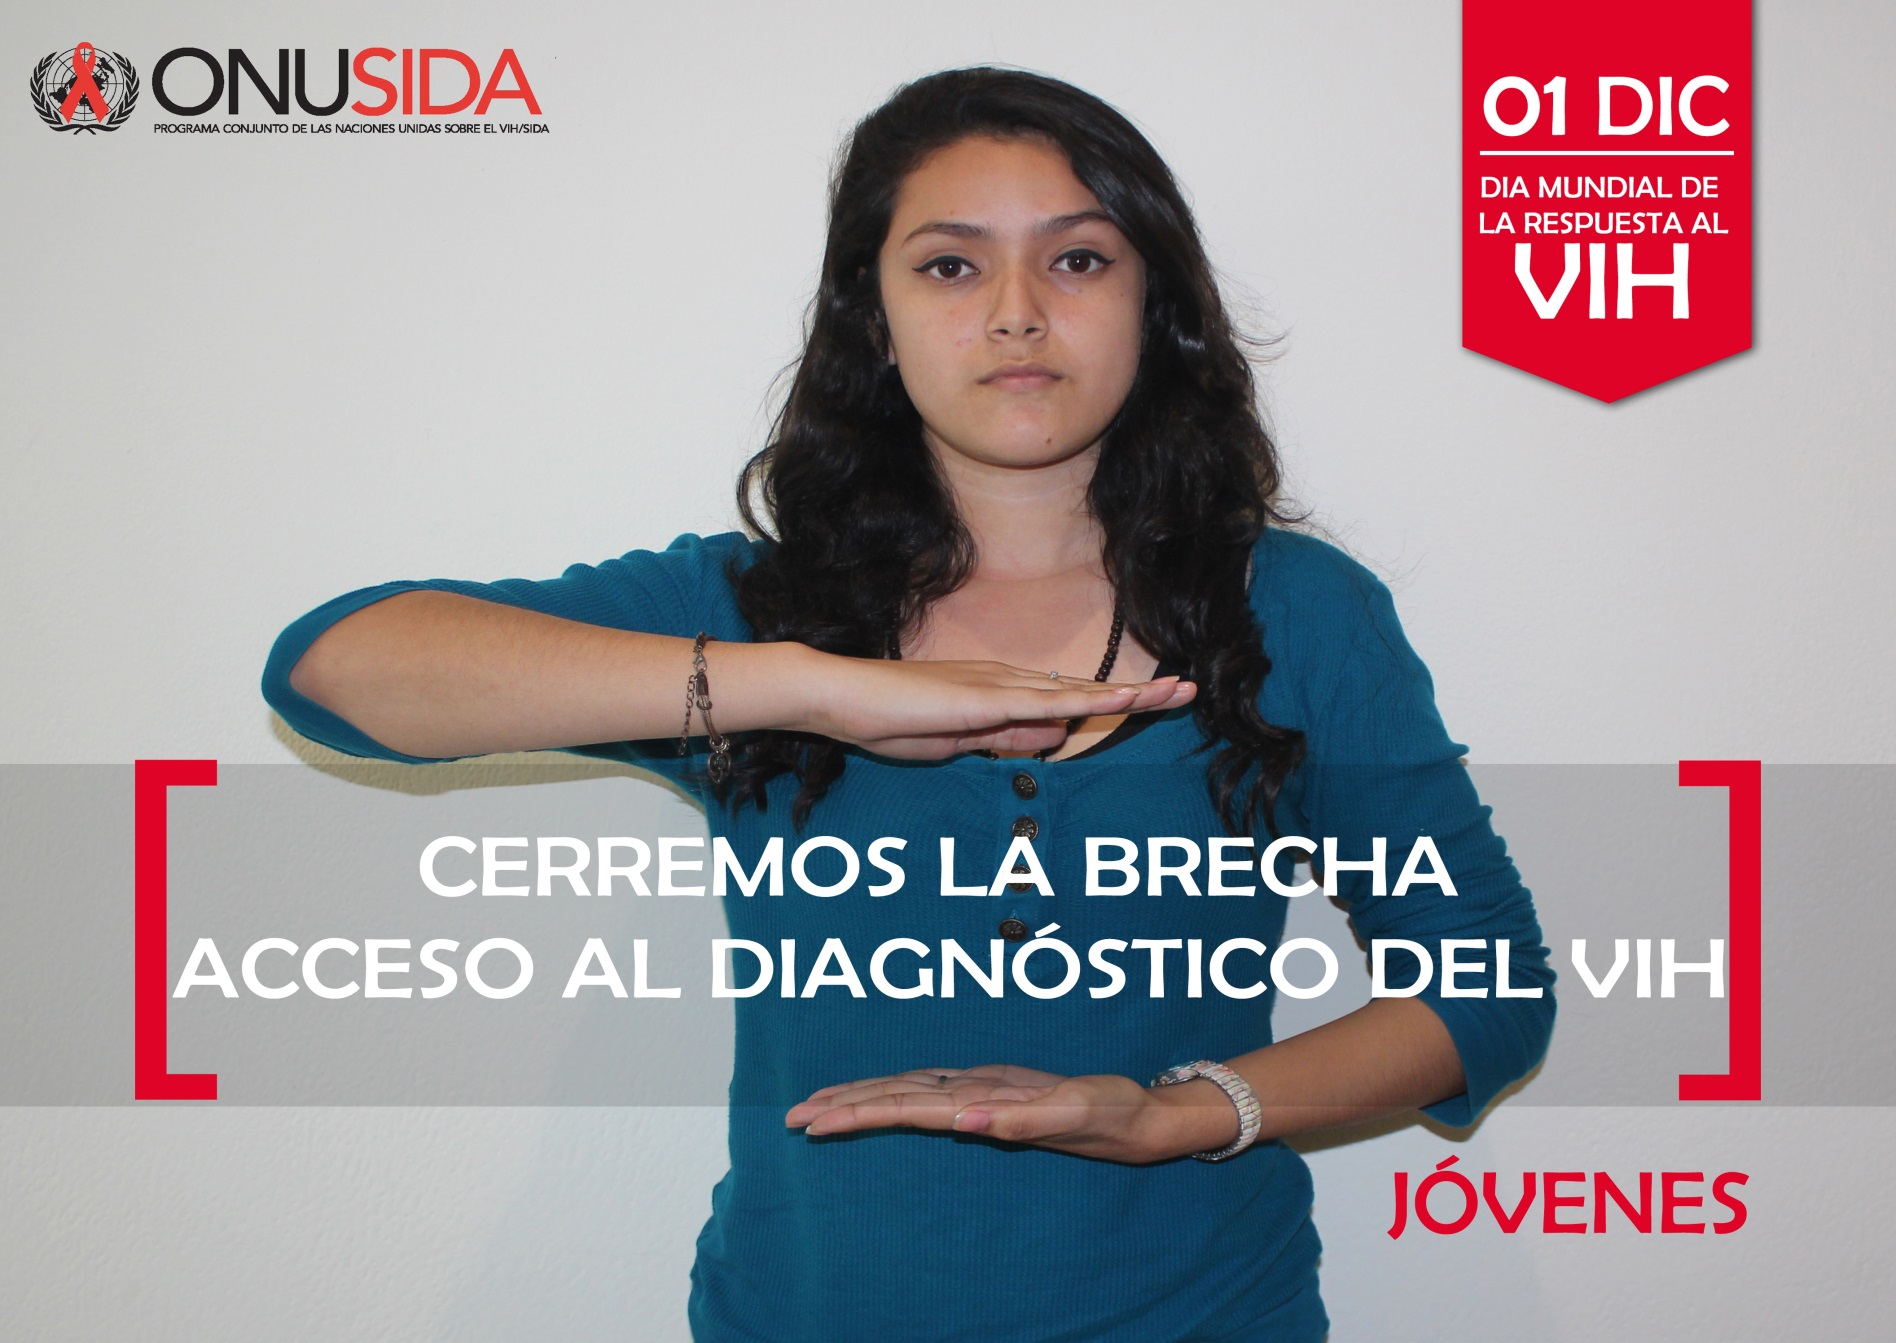 ONUSIDA
PROGRAMA CONJUNTO DE LAS NACIONES UNIDAS SOBRE EL VIH/SIDA
01 DIC
DIA MUNDIAL DE
LA RESPUESTA AL
VIH
CERREMOS LA BRECHA
ACCESO AL DIAGNÓSTICO DEL VIH
JÓVENES